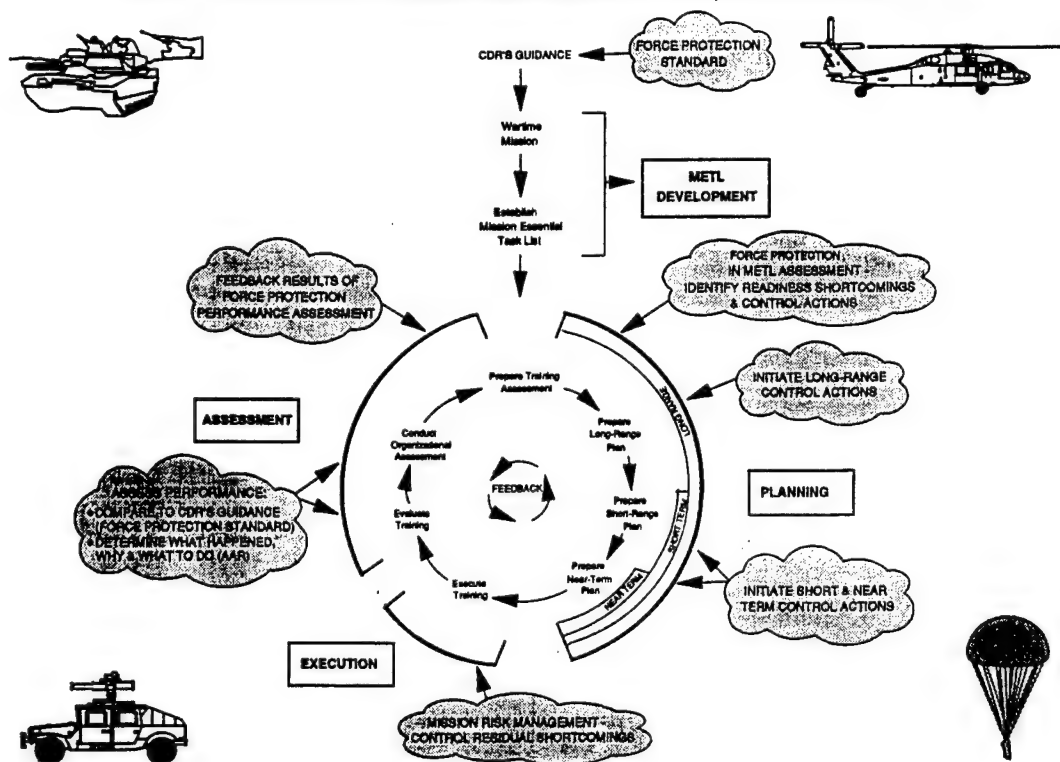 CDR'S GUIDANCE
FORCE PROTECTION
STANDARD
Wartime
Mission
METL
DEVELOPMENT
Establish
Mission Essential
Task List
FEEDBACK RESULTS OF
FORCE PROTECTION
PERFORMANCE ASSESSMENT
FORCE PROTECTION
IN METL ASSESSMENT -
IDENTIFY READINESS SHORTCOMINGS
& CONTROL ACTIONS
INITIATE LONG-RANGE
CONTROL ACTIONS
ASSESSMENT
Prepare Training
Assessment
Conduct
Organizational
Assessment
Prepare
Long-Range
Plan
LONG RANGE
FEEDBACK
PLANNING
ASSESS PERFORMANCE:
• COMPARE TO CDR'S GUIDANCE
(FORCE PROTECTION STANDARD)
• DETERMINE WHAT HAPPENED,
WHY & WHAT TO DO (AAR)
Evaluate
Training
Prepare
Short-Range
Plan
SHORT TERM
Execute
Training
Prepare
Near-Term
Plan
NEAR TERM
INITIATE SHORT & NEAR
TERM CONTROL ACTIONS
EXECUTION
MISSION RISK MANAGEMENT -
CONTROL RESIDUAL SHORTCOMINGS